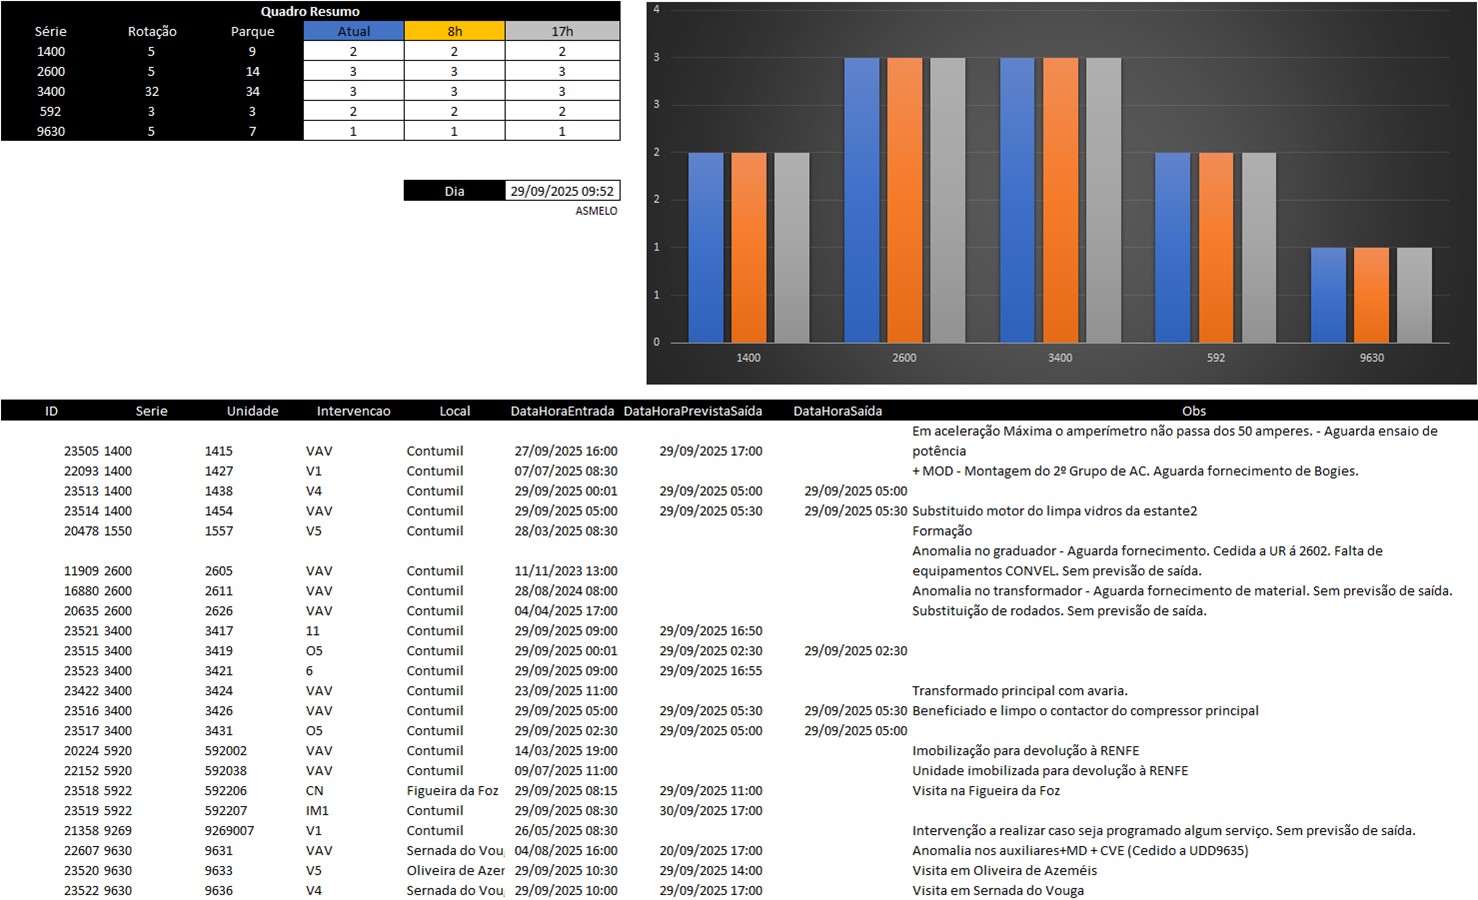 Quadro Resumo
Série Rotação Parque Atual 8h 17h
1400 5 9 2 2 2
2600 5 14 3 3 3
3400 32 34 3 3 3
592 3 3 2 2 2
9630 5 7 1 1 1
Dia 29/09/2025 09:52
ASMELO
4
3
3
2
2
1
1
0
1400 2600 3400 592 9630
ID Serie Unidade Intervencao Local DataHoraEntrada DataHoraPrevistaSaída DataHoraSaída Obs
Em aceleração Máxima o amperímetro não passa dos 50 amperes. - Aguarda ensaio de
23505 1400 1415 VAV Contumil 27/09/2025 16:00 29/09/2025 17:00 potência
22093 1400 1427 V1 Contumil 07/07/2025 08:30 + MOD - Montagem do 2º Grupo de AC. Aguarda fornecimento de Bogies.
23513 1400 1438 V4 Contumil 29/09/2025 00:01 29/09/2025 05:00 29/09/2025 05:00
23514 1400 1454 VAV Contumil 29/09/2025 05:00 29/09/2025 05:30 29/09/2025 05:30 Substituido motor do limpa vidros da estante2
20478 1550 1557 V5 Contumil 28/03/2025 08:30 Formação
Anomalia no graduador - Aguarda fornecimento. Cedida a UR á 2602. Falta de
11909 2600 2605 VAV Contumil 11/11/2023 13:00 equipamentos CONVEL. Sem previsão de saída.
16880 2600 2611 VAV Contumil 28/08/2024 08:00 Anomalia no transformador - Aguarda fornecimento de material. Sem previsão de saída.
20635 2600 2626 VAV Contumil 04/04/2025 17:00 Substituição de rodados. Sem previsão de saída.
23521 3400 3417 11 Contumil 29/09/2025 09:00 29/09/2025 16:50
23515 3400 3419 O5 Contumil 29/09/2025 00:01 29/09/2025 02:30 29/09/2025 02:30
23523 3400 3421 6 Contumil 29/09/2025 09:00 29/09/2025 16:55
23422 3400 3424 VAV Contumil 23/09/2025 11:00 Transformado principal com avaria.
23516 3400 3426 VAV Contumil 29/09/2025 05:00 29/09/2025 05:30 29/09/2025 05:30 Beneficiado e limpo o contactor do compressor principal
23517 3400 3431 O5 Contumil 29/09/2025 02:30 29/09/2025 05:00 29/09/2025 05:00
20224 5920 592002 VAV Contumil 14/03/2025 19:00 Imobilização para devolução à RENFE
22152 5920 592038 VAV Contumil 09/07/2025 11:00 Unidade imobilizada para devolução à RENFE
23518 5922 592206 CN Figueira da Foz 29/09/2025 08:15 29/09/2025 11:00 Visita na Figueira da Foz
23519 5922 592207 IM1 Contumil 29/09/2025 08:30 30/09/2025 17:00
21358 9269 9269007 V1 Contumil 26/05/2025 08:30 Intervenção a realizar caso seja programado algum serviço. Sem previsão de saída.
22607 9630 9631 VAV Sernada do Vou 04/08/2025 16:00 20/09/2025 17:00 Anomalia nos auxiliares+MD + CVE (Cedido a UDD9635)
23520 9630 9633 V5 Oliveira de Azer 29/09/2025 10:30 29/09/2025 14:00 Visita em Oliveira de Azeméis
23522 9630 9636 V4 Sernada do Vou 29/09/2025 10:00 29/09/2025 17:00 Visita em Sernada do Vouga